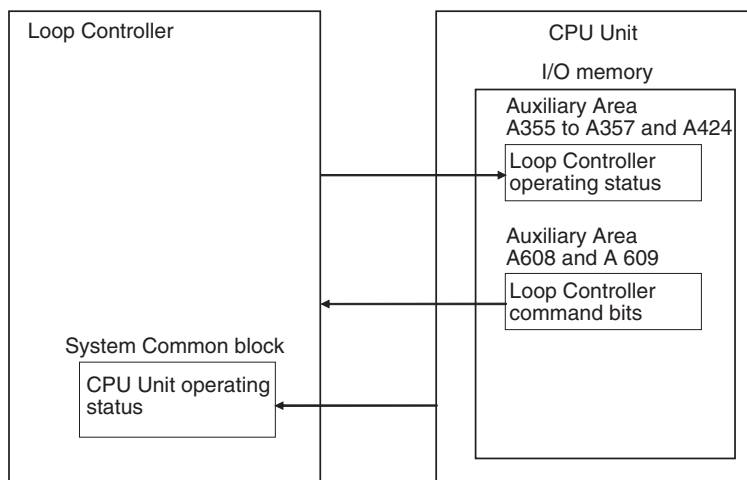 Loop Controller
CPU Unit
I/O memory
Auxiliary Area
A355 to A357 and A424
Loop Controller
operating status
Auxiliary Area
A608 and A 609
Loop Controller
command bits
System Common block
CPU Unit operating
status